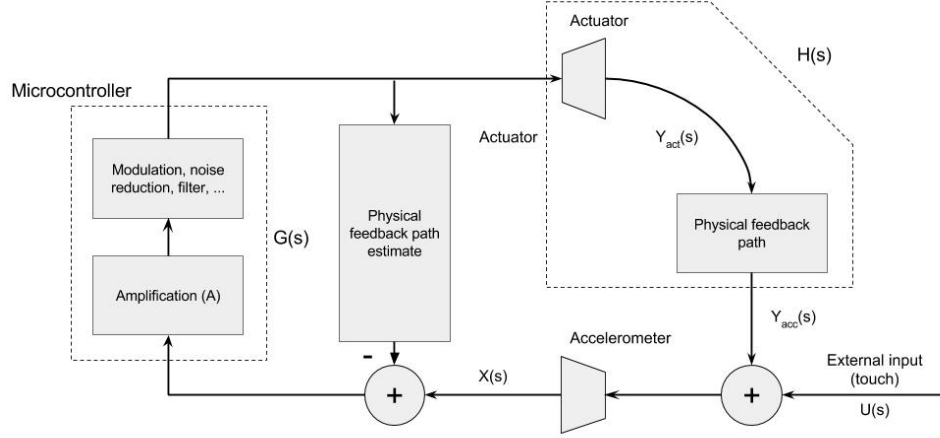 Actuator
H(s)
Microcontroller
Actuator
Y_act(s)
Modulation, noise
reduction, filter, ...
Physical
feedback path
estimate
Physical feedback
path
G(s)
Amplification (A)
Y_acc(s)
Accelerometer
External input
(touch)
-
X(s)
U(s)
+
+